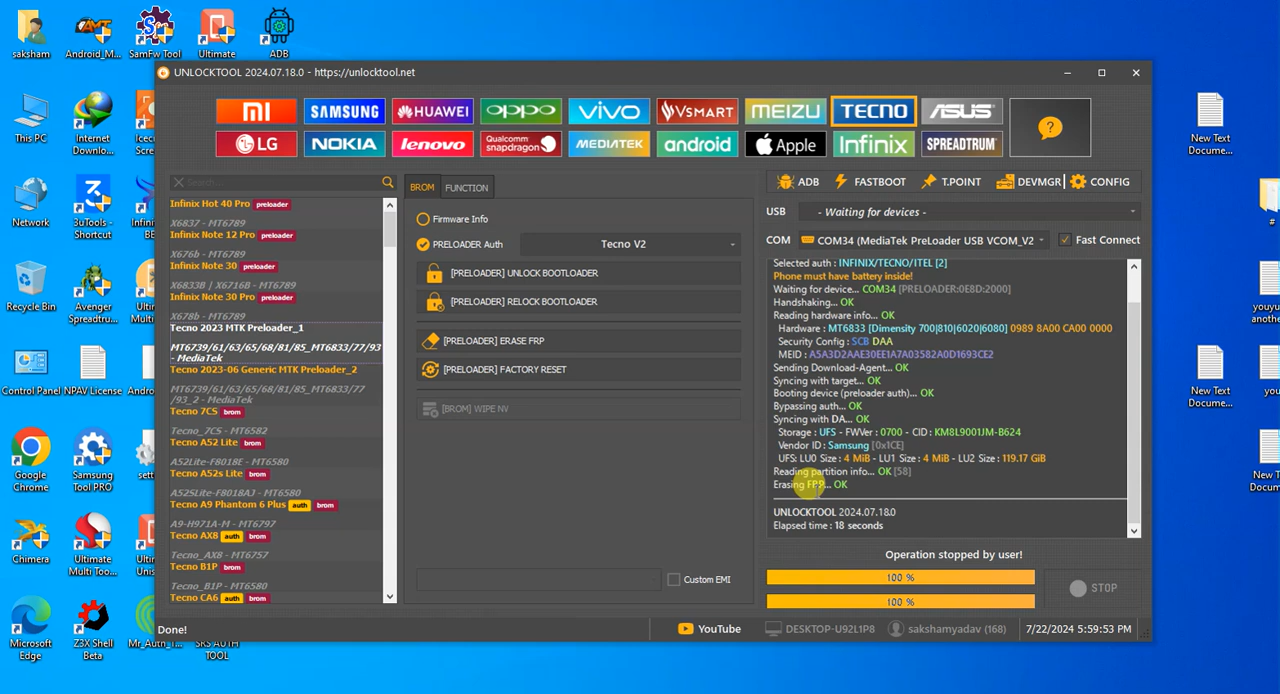 saksham
Android_M...
SamFw Tool
Ultimate
ADB
This PC
Internet
Downlo...
Network
3uTools -
Shortcut
Recycle Bin
Avenger
Spreadtru...
Control Panel
NPAV License
Google
Chrome
Samsung
Tool PRO
Chimera
Ultimate
Multi Too...
Microsoft
Edge
Z3X Shell
Beta
Mr_Auth_T...
SRS AUTH
TOOL
UNLOCKTOOL 2024.07.18.0 - https://unlocktool.net
mi
SAMSUNG
HUAWEI
oppo
vivo
VSMART
MEIZU
TECNO
ASUS
?
LG
NOKIA
lenovo
Qualcomm
snapdragon
MEDIATEK
android
Apple
Infinix
SPREADTRUM
Search...
Infinix Hot 40 Pro preloader
X6837 - MT6789
Infinix Note 12 Pro preloader
X676b - MT6789
Infinix Note 30 preloader
X6833B | X6716B - MT6789
Infinix Note 30 Pro preloader
X678b - MT6789
Tecno 2023 MTK Preloader_1
MT6739/61/63/65/68/81/85_MT6833/77/93
- MediaTek
Tecno 2023-06 Generic MTK Preloader_2
MT6739/61/63/65/68/81/85_MT6833/77
/93_2 - MediaTek
Tecno 7CS brom
Tecno_7CS - MT6582
Tecno A52 Lite brom
A52Lite-F8018E - MT6580
Tecno A52s Lite brom
A52SLite-F8018AJ - MT6580
Tecno A9 Phantom 6 Plus auth brom
A9-H971A-M - MT6797
Tecno AX8 auth brom
Tecno_AX8 - MT6757
Tecno B1P brom
Tecno_B1P - MT6580
Tecno CA6 auth brom
BROM
FUNCTION
Firmware Info
PRELOADER Auth
Tecno V2
[PRELOADER] UNLOCK BOOTLOADER
[PRELOADER] RELOCK BOOTLOADER
[PRELOADER] ERASE FRP
[PRELOADER] FACTORY RESET
[BROM] WIPE NV
Custom EMI
ADB
FASTBOOT
T.POINT
DEVMGR
CONFIG
USB
- Waiting for devices -
COM
COM34 (MediaTek PreLoader USB VCOM_V2
Fast Connect
Selected auth : INFINIX/TECNO/ITEL [2]
Phone must have battery inside!
Waiting for device... COM34 [PRELOADER:0E8D:2000]
Handshaking... OK
Reading hardware info... OK
Hardware : MT6833 [Dimensity 700|810|6020|6080] 0989 8A00 CA00 0000
Security Config : SCB DAA
MEID : A5A3D2AAE30EE1A7A03582A0D1693CE2
Sending Download-Agent... OK
Syncing with target... OK
Booting device (preloader auth)... OK
Bypassing auth... OK
Syncing with DA... OK
Storage : UFS - FWVer : 0700 - CID : KM8L9001JM-B624
Vendor ID : Samsung [0x1CE]
UFS: LU0 Size : 4 MiB - LU1 Size : 4 MiB - LU2 Size : 119.17 GiB
Reading partition info... OK [58]
Erasing FRP... OK
UNLOCKTOOL 2024.07.18.0
Elapsed time : 18 seconds
Operation stopped by user!
100 %
100 %
STOP
Done!
YouTube
DESKTOP-U92L1P8
sakshamyadav (168)
7/22/2024 5:59:53 PM
New Text
Docume...
New Text
Docume...
#
youyu
anothe
you
New Te
Docum